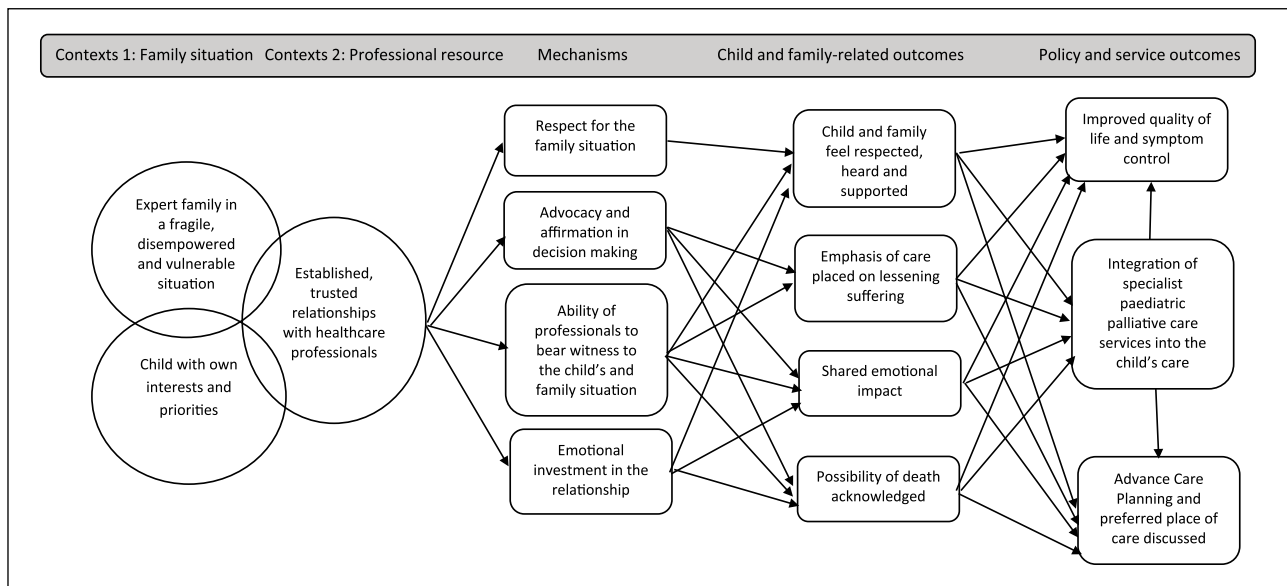 Contexts 1: Family situation
Contexts 2: Professional resource
Mechanisms
Child and family-related outcomes
Policy and service outcomes
Expert family in
a fragile,
disempowered
and vulnerable
situation
Child with own
interests and
priorities
Established,
trusted
relationships
with healthcare
professionals
Respect for the
family situation
Advocacy and
affirmation in
decision making
Ability of
professionals to
bear witness to
the child’s and
family situation
Emotional
investment in the
relationship
Child and family
feel respected,
heard and
supported
Emphasis of care
placed on lessening
suffering
Shared emotional
impact
Possibility of death
acknowledged
Improved quality of
life and symptom
control
Integration of
specialist
paediatric
palliative care
services into the
child’s care
Advance Care
Planning and
preferred place of
care discussed